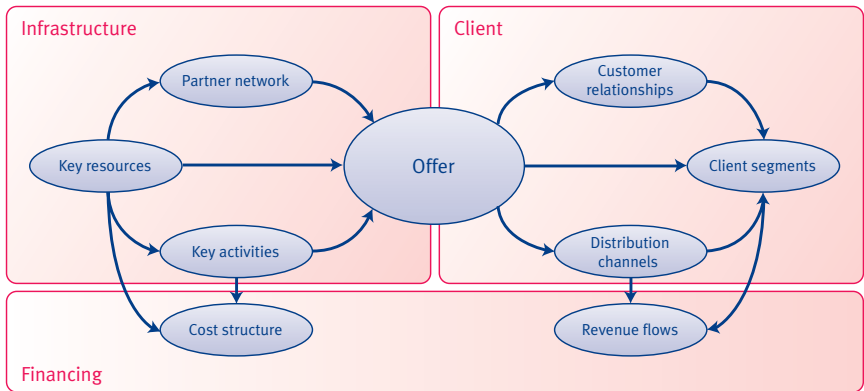 Infrastructure
Client
Partner network
Customer
relationships
Key resources
Offer
Client segments
Key activities
Distribution
channels
Cost structure
Revenue flows
Financing